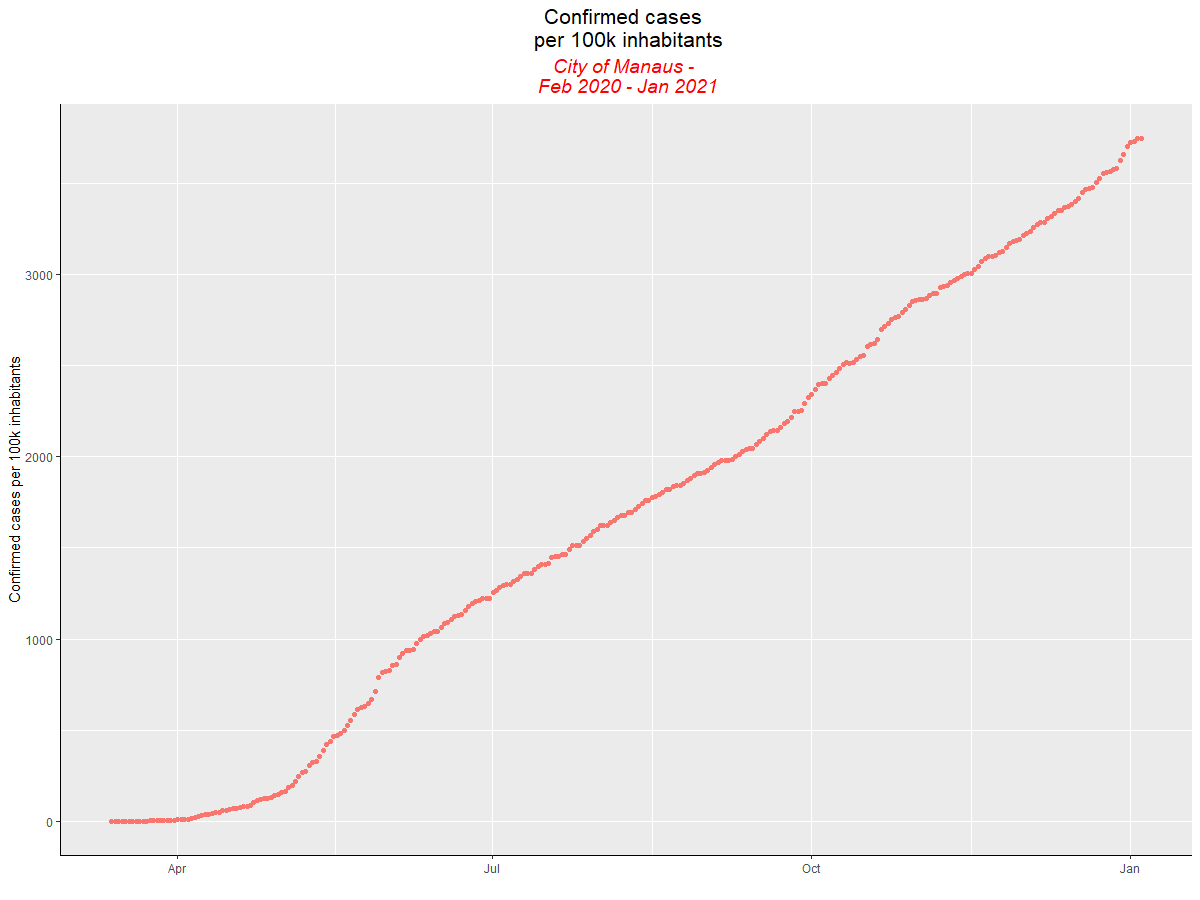 Confirmed cases
per 100k inhabitants
City of Manaus -
Feb 2020 - Jan 2021
Confirmed cases per 100k inhabitants
3000
2000
1000
0
Apr
Jul
Oct
Jan